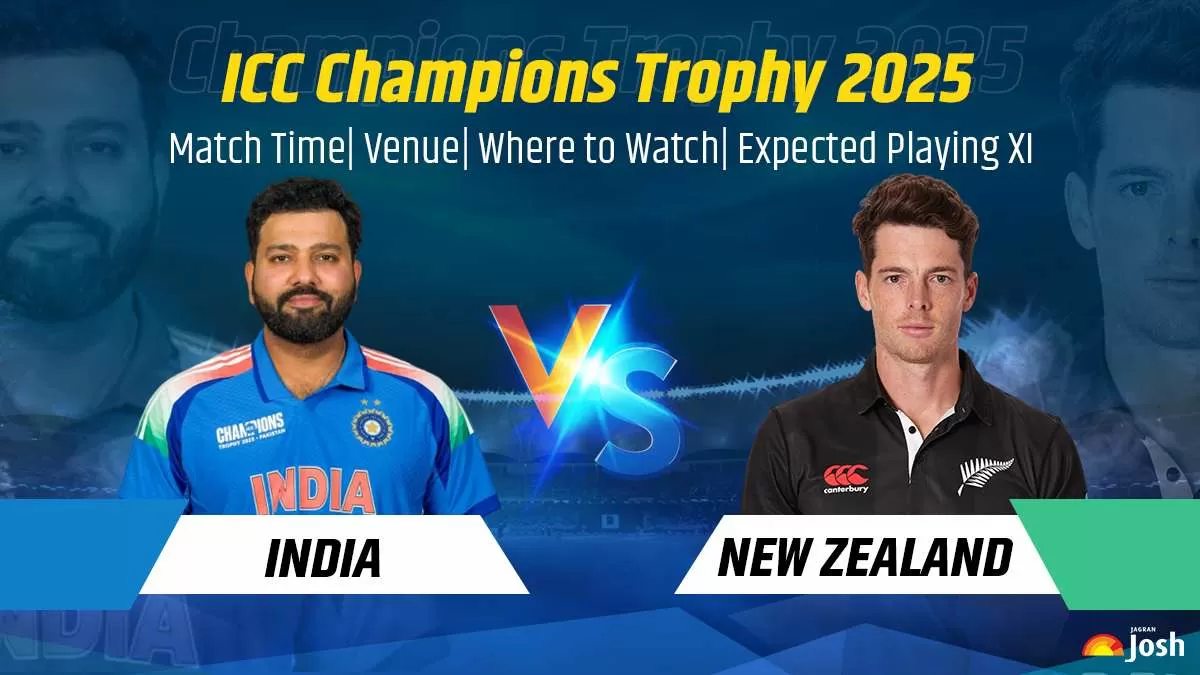 Champions Trophy 2025
ICC Champions Trophy 2025
Match Time| Venue| Where to Watch| Expected Playing XI
CHAMPIONS
TROPHY 2025 • PAKISTAN
INDIA
canterbury
VS
INDIA
NEW ZEALAND
INDIA
JAGRAN
Josh